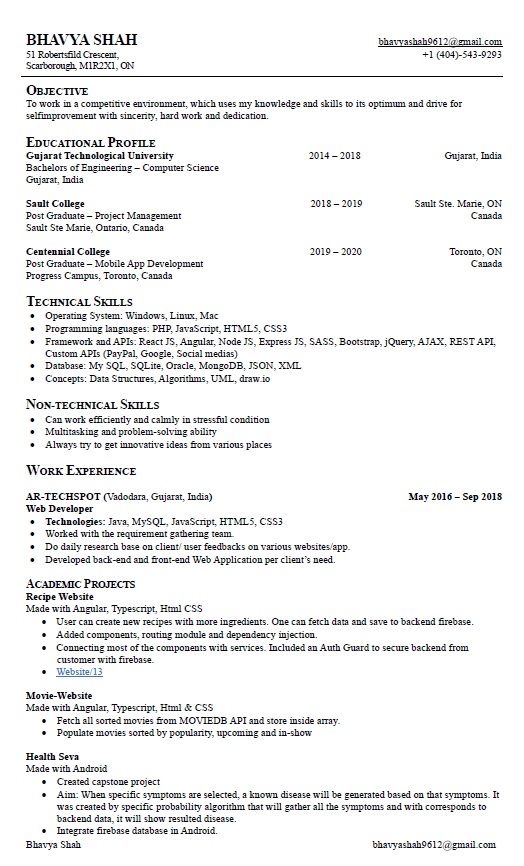 BHAVYA SHAH bhavyashah9612@gmail.com
51 Robertsfild Crescent, +1 (404)-543-9293
Scarborough, M1R2X1, ON
OBJECTIVE
To work in a competitive environment, which uses my knowledge and skills to its optimum and drive for
selfimprovement with sincerity, hard work and dedication.
EDUCATIONAL PROFILE
Gujarat Technological University 2014 – 2018 Gujarat, India
Bachelors of Engineering – Computer Science
Gujarat, India
Sault College 2018 – 2019 Sault Ste. Marie, ON
Post Graduate – Project Management Canada
Sault Ste Marie, Ontario, Canada
Centennial College 2019 – 2020 Toronto, ON
Post Graduate – Mobile App Development Canada
Progress Campus, Toronto, Canada
TECHNICAL SKILLS
• Operating System: Windows, Linux, Mac
• Programming languages: PHP, JavaScript, HTML5, CSS3
• Framework and APIs: React JS, Angular, Node JS, Express JS, SASS, Bootstrap, jQuery, AJAX, REST API,
Custom APIs (PayPal, Google, Social medias)
• Database: My SQL, SQLite, Oracle, MongoDB, JSON, XML
• Concepts: Data Structures, Algorithms, UML, draw.io
NON-TECHNICAL SKILLS
• Can work efficiently and calmly in stressful condition
• Multitasking and problem-solving ability
• Always try to get innovative ideas from various places
WORK EXPERIENCE
AR-TECHSPOT (Vadodara, Gujarat, India) May 2016 – Sep 2018
Web Developer
• Technologies: Java, MySQL, JavaScript, HTML5, CSS3
• Worked with the requirement gathering team.
• Do daily research base on client/ user feedbacks on various websites/app.
• Developed back-end and front-end Web Application per client’s need.
ACADEMIC PROJECTS
Recipe Website
Made with Angular, Typescript, Html CSS
• User can create new recipes with more ingredients. One can fetch data and save to backend firebase.
• Added components, routing module and dependency injection.
• Connecting most of the components with services. Included an Auth Guard to secure backend from
customer with firebase.
• Website/13
Movie-Website
Made with Angular, Typescript, Html & CSS
• Fetch all sorted movies from MOVIEDB API and store inside array.
• Populate movies sorted by popularity, upcoming and in-show
Health Seva
Made with Android
• Created capstone project
• Aim: When specific symptoms are selected, a known disease will be generated based on that symptoms. It
was created by specific probability algorithm that will gather all the symptoms and with corresponds to
backend data, it will show resulted disease.
• Integrate firebase database in Android.
Bhavya Shah bhavyashah9612@gmail.com